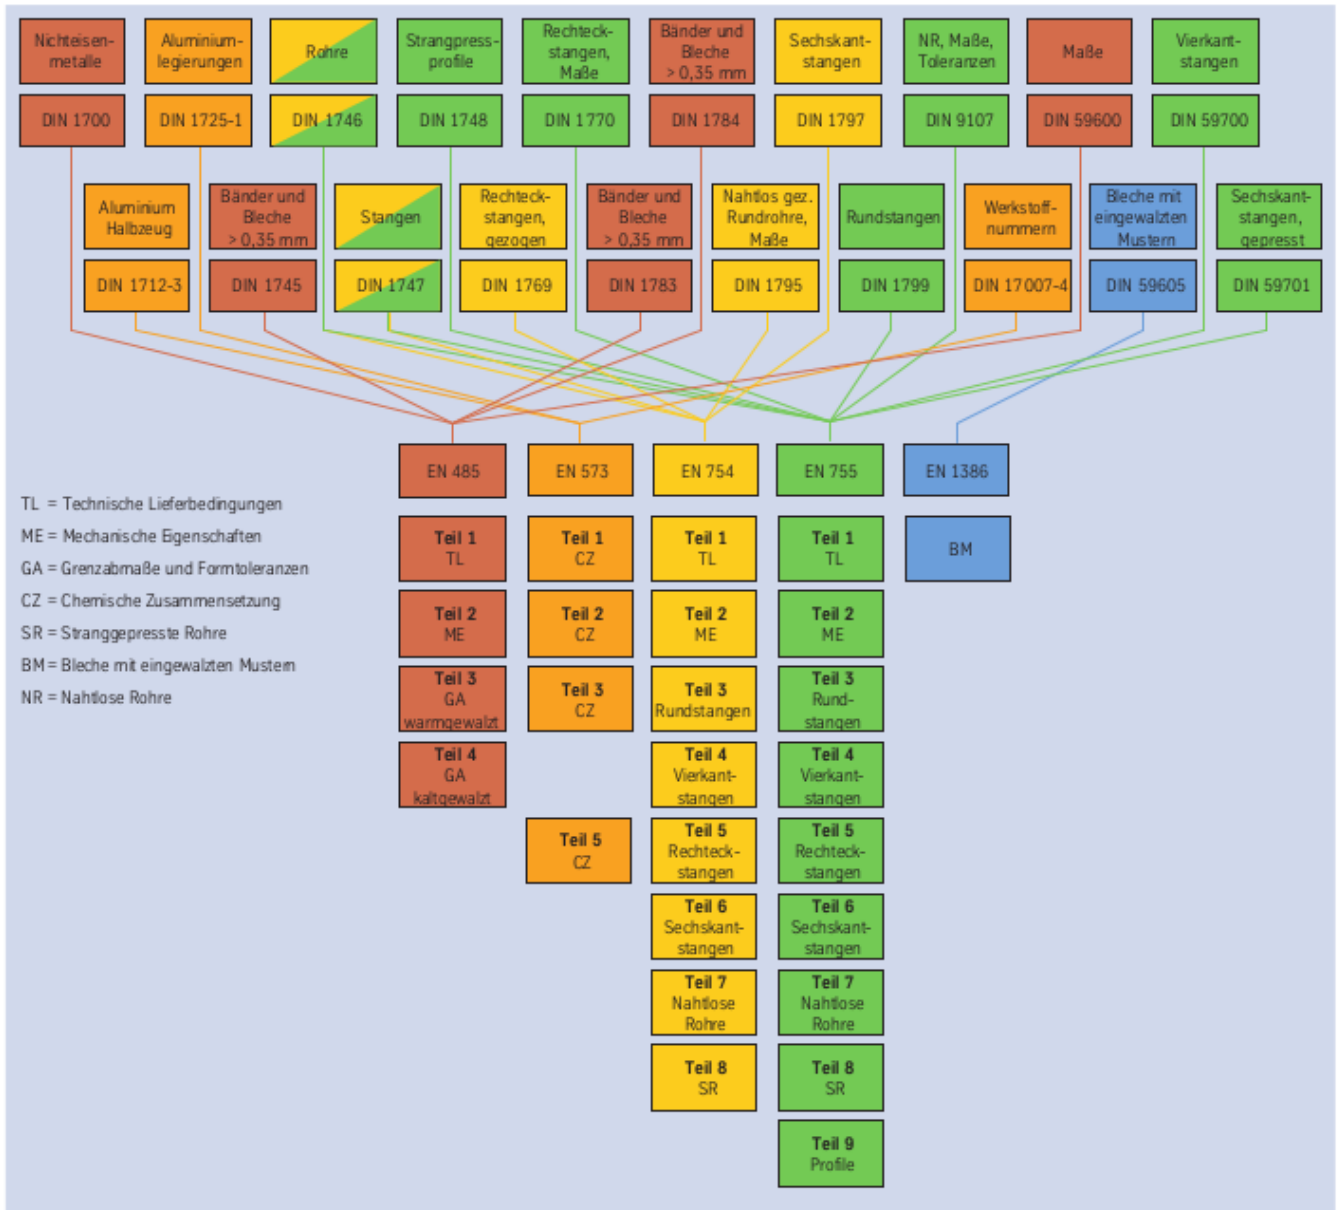 Nichteisen-
metalle
Aluminium-
legierungen
Rohre
Strangpress-
profile
Rechteck-
stangen,
Maße
Bänder und
Bleche
> 0,35 mm
Sechskant-
stangen
NR, Maße,
Toleranzen
Maße
Vierkant-
stangen
DIN 1700
DIN 1725-1
DIN 1746
DIN 1748
DIN 1770
DIN 1784
DIN 1797
DIN 9107
DIN 59600
DIN 59700
Aluminium
Halbzeug
Bänder und
Bleche
> 0,35 mm
Stangen
Rechteck-
stangen,
gezogen
Bänder und
Bleche
> 0,35 mm
Nahtlos gez.
Rundrohre,
Maße
Rundstangen
Werkstoff-
nummern
Bleche mit
eingewalzten
Mustern
Sechskant-
stangen,
gepresst
DIN 1712-3
DIN 1745
DIN 1747
DIN 1769
DIN 1783
DIN 1795
DIN 1799
DIN 17007-4
DIN 59605
DIN 59701
TL = Technische Lieferbedingungen
ME = Mechanische Eigenschaften
GA = Grenzabmaße und Formtoleranzen
CZ = Chemische Zusammensetzung
SR = Stranggepresste Rohre
BM = Bleche mit eingewalzten Mustern
NR = Nahtlose Rohre
EN 485
Teil 1
TL
Teil 2
ME
Teil 3
GA
warmgewalzt
Teil 4
GA
kaltgewalzt
EN 573
Teil 1
CZ
Teil 2
CZ
Teil 3
CZ
Teil 5
CZ
EN 754
Teil 1
TL
Teil 2
ME
Teil 3
Rundstangen
Teil 4
Vierkant-
stangen
Teil 5
Rechteck-
stangen
Teil 6
Sechskant-
stangen
Teil 7
Nahtlose
Rohre
Teil 8
SR
EN 755
Teil 1
TL
Teil 2
ME
Teil 3
Rund-
stangen
Teil 4
Vierkant-
stangen
Teil 5
Rechteck-
stangen
Teil 6
Sechskant-
stangen
Teil 7
Nahtlose
Rohre
Teil 8
SR
Teil 9
Profile
EN 1386
BM